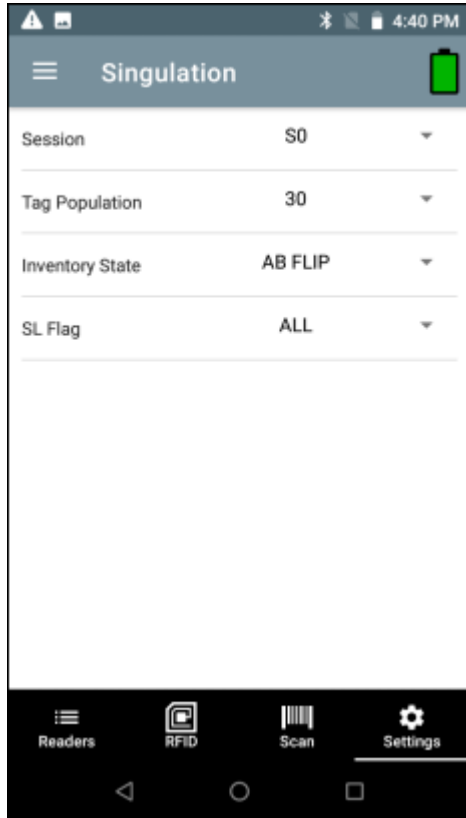 4:40 PM
Singulation
Session S0
Tag Population 30
Inventory State AB FLIP
SL Flag ALL
Readers RFID Scan Settings